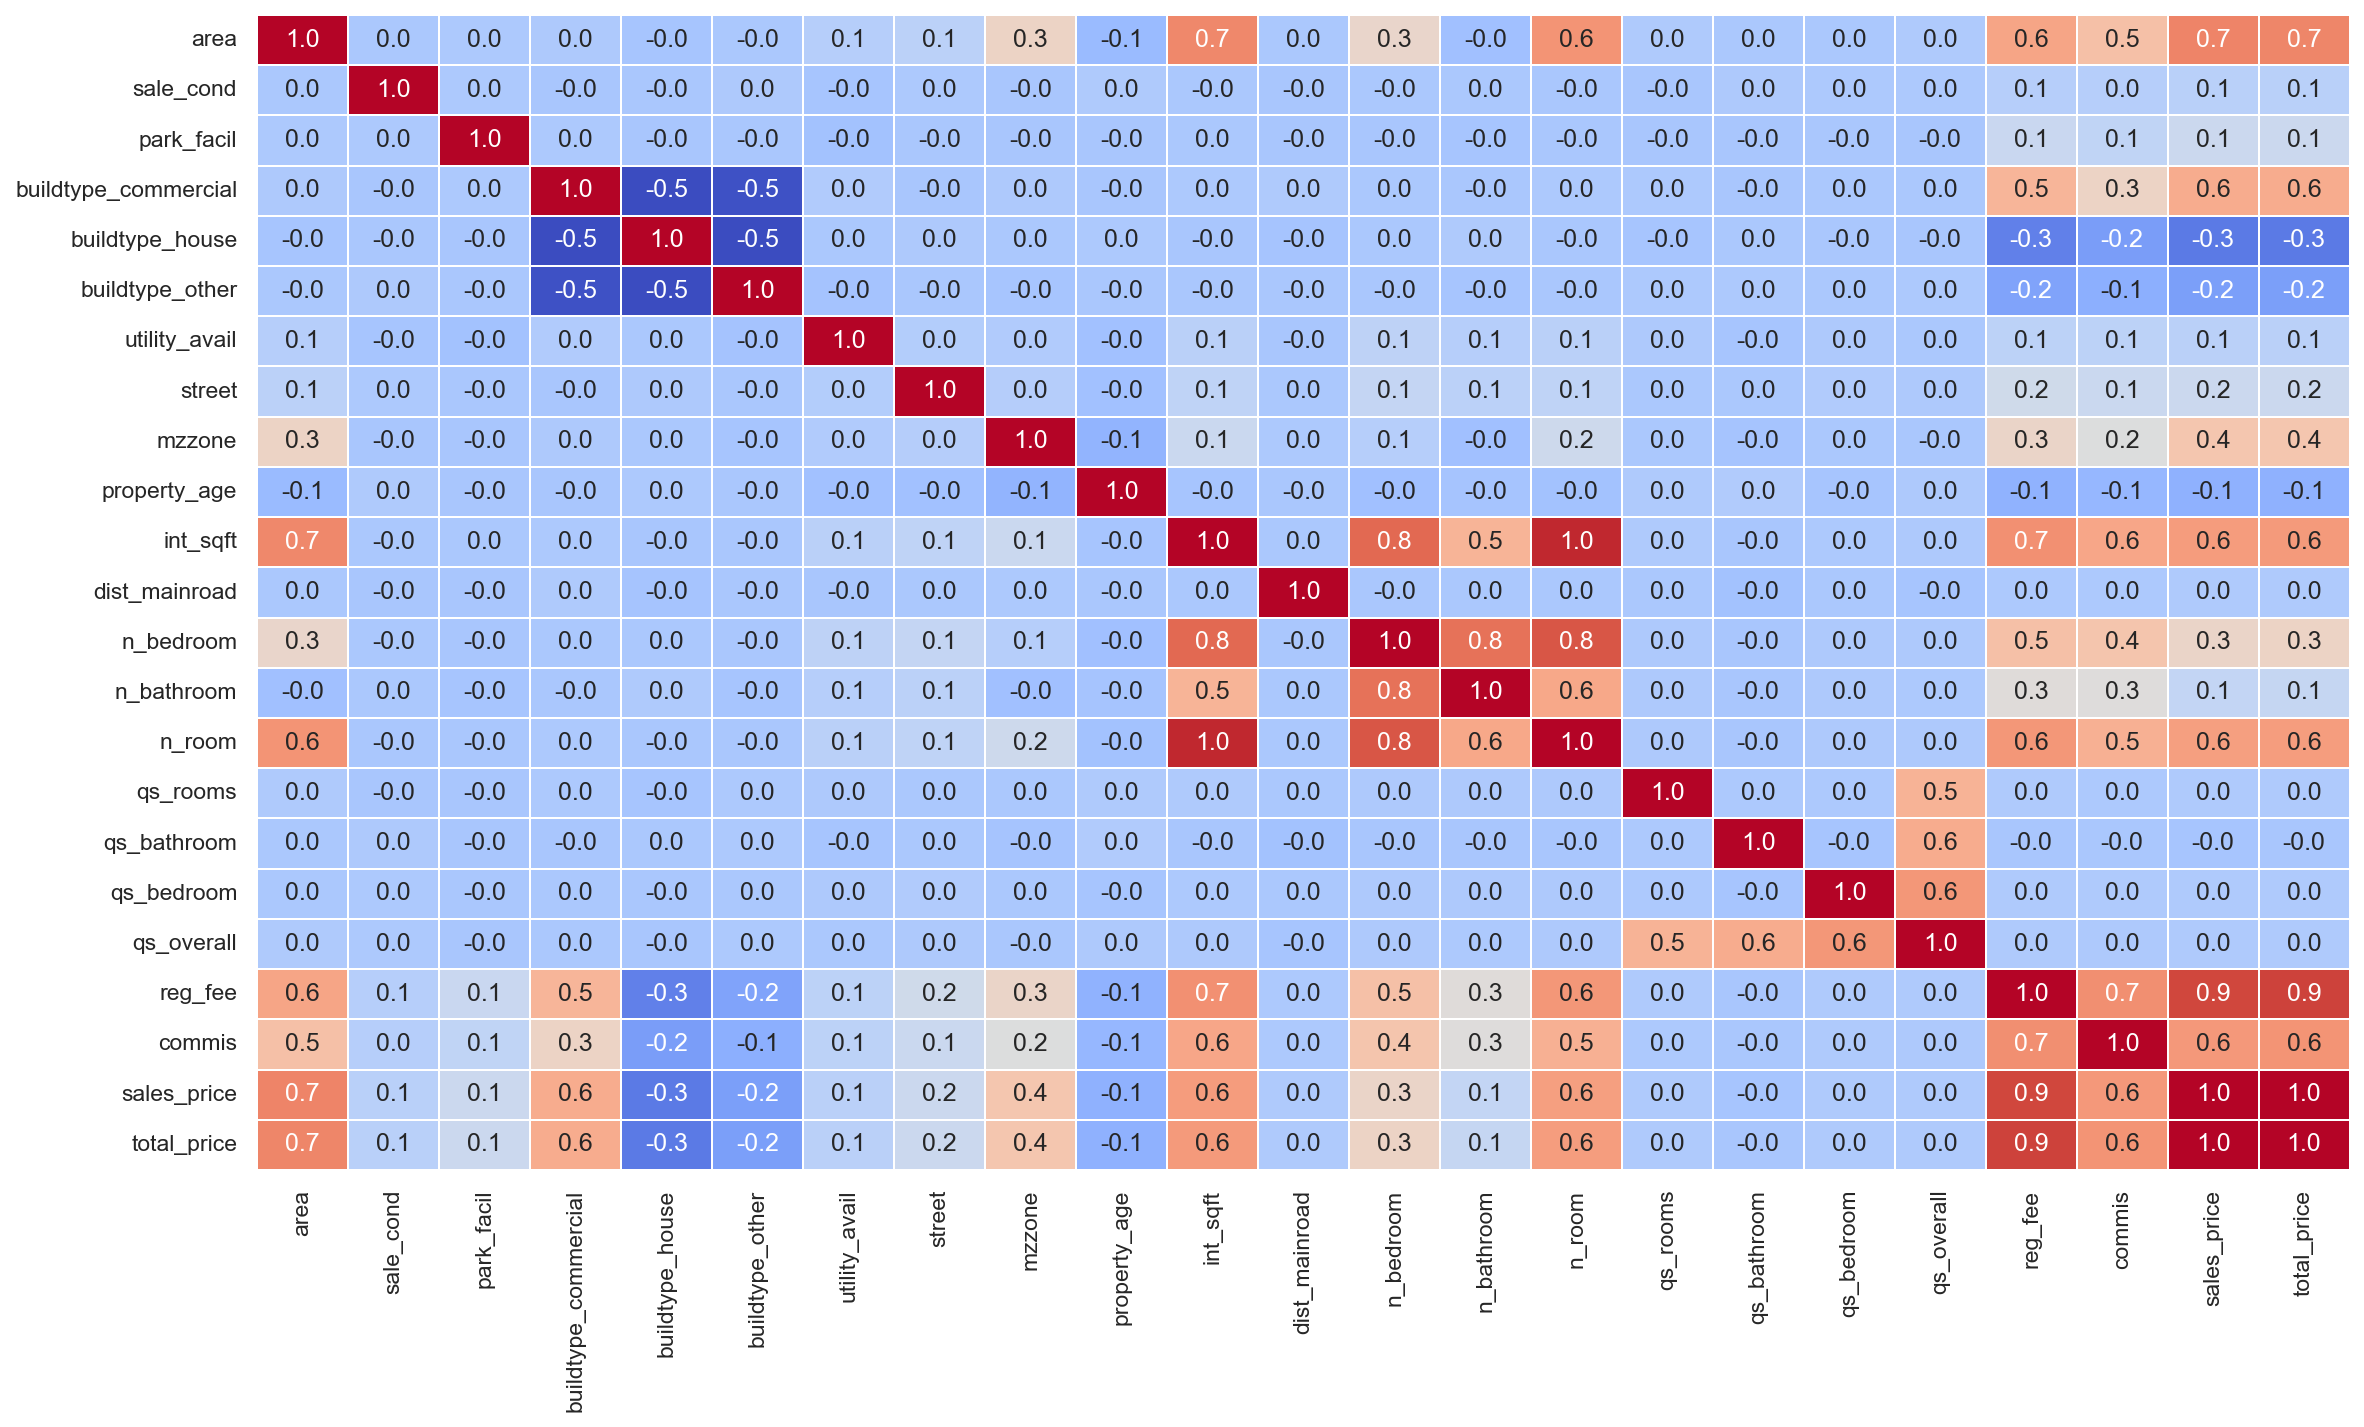 area 1.0 0.0 0.0 0.0 -0.0 -0.0 0.1 0.1 0.3 -0.1 0.7 0.0 0.3 -0.0 0.6 0.0 0.0 0.0 0.0 0.6 0.5 0.7 0.7
sale_cond 0.0 1.0 0.0 -0.0 -0.0 0.0 -0.0 0.0 -0.0 0.0 -0.0 -0.0 -0.0 0.0 -0.0 -0.0 0.0 0.0 0.0 0.1 0.0 0.1 0.1
park_facil 0.0 0.0 1.0 0.0 -0.0 -0.0 -0.0 -0.0 -0.0 -0.0 0.0 -0.0 -0.0 -0.0 -0.0 -0.0 -0.0 -0.0 -0.0 0.1 0.1 0.1 0.1
buildtype_commercial 0.0 -0.0 0.0 1.0 -0.5 -0.5 0.0 -0.0 0.0 -0.0 0.0 0.0 0.0 -0.0 0.0 0.0 -0.0 0.0 0.0 0.5 0.3 0.6 0.6
buildtype_house -0.0 -0.0 -0.0 -0.5 1.0 -0.5 0.0 0.0 0.0 0.0 -0.0 -0.0 0.0 0.0 -0.0 -0.0 0.0 -0.0 -0.0 -0.3 -0.2 -0.3 -0.3
buildtype_other -0.0 0.0 -0.0 -0.5 -0.5 1.0 -0.0 -0.0 -0.0 -0.0 -0.0 -0.0 -0.0 -0.0 -0.0 0.0 0.0 0.0 0.0 -0.2 -0.1 -0.2 -0.2
utility_avail 0.1 -0.0 -0.0 0.0 0.0 -0.0 1.0 0.0 0.0 -0.0 0.1 -0.0 0.1 0.1 0.1 0.0 -0.0 0.0 0.0 0.1 0.1 0.1 0.1
street 0.1 0.0 -0.0 -0.0 0.0 -0.0 0.0 1.0 0.0 -0.0 0.1 0.0 0.1 0.1 0.1 0.0 0.0 0.0 0.0 0.2 0.1 0.2 0.2
mzzone 0.3 -0.0 -0.0 0.0 0.0 -0.0 0.0 0.0 1.0 -0.1 0.1 0.0 0.1 -0.0 0.2 0.0 -0.0 0.0 -0.0 0.3 0.2 0.4 0.4
property_age -0.1 0.0 -0.0 -0.0 0.0 -0.0 -0.0 -0.0 -0.1 1.0 -0.0 -0.0 -0.0 -0.0 -0.0 0.0 0.0 -0.0 0.0 -0.1 -0.1 -0.1 -0.1
int_sqft 0.7 -0.0 0.0 0.0 -0.0 -0.0 0.1 0.1 0.1 -0.0 1.0 0.0 0.8 0.5 1.0 0.0 -0.0 0.0 0.0 0.7 0.6 0.6 0.6
dist_mainroad 0.0 -0.0 -0.0 0.0 -0.0 -0.0 -0.0 0.0 0.0 -0.0 0.0 1.0 -0.0 0.0 0.0 0.0 -0.0 0.0 -0.0 0.0 0.0 0.0 0.0
n_bedroom 0.3 -0.0 -0.0 0.0 0.0 -0.0 0.1 0.1 0.1 -0.0 0.8 -0.0 1.0 0.8 0.8 0.0 -0.0 0.0 0.0 0.5 0.4 0.3 0.3
n_bathroom -0.0 0.0 -0.0 -0.0 0.0 -0.0 0.1 0.1 -0.0 -0.0 0.5 0.0 0.8 1.0 0.6 0.0 -0.0 0.0 0.0 0.3 0.3 0.1 0.1
n_room 0.6 -0.0 -0.0 0.0 -0.0 -0.0 0.1 0.1 0.2 -0.0 1.0 0.0 0.8 0.6 1.0 0.0 -0.0 0.0 0.0 0.6 0.5 0.6 0.6
qs_rooms 0.0 -0.0 -0.0 0.0 -0.0 0.0 0.0 0.0 0.0 0.0 0.0 0.0 0.0 0.0 0.0 1.0 0.0 0.0 0.5 0.0 0.0 0.0 0.0
qs_bathroom 0.0 0.0 -0.0 -0.0 0.0 0.0 -0.0 0.0 -0.0 0.0 -0.0 -0.0 -0.0 -0.0 -0.0 0.0 1.0 -0.0 0.6 -0.0 -0.0 -0.0 -0.0
qs_bedroom 0.0 0.0 -0.0 0.0 -0.0 0.0 0.0 0.0 0.0 -0.0 0.0 0.0 0.0 0.0 0.0 0.0 -0.0 1.0 0.6 0.0 0.0 0.0 0.0
qs_overall 0.0 0.0 -0.0 0.0 -0.0 0.0 0.0 0.0 -0.0 0.0 0.0 -0.0 0.0 0.0 0.0 0.5 0.6 0.6 1.0 0.0 0.0 0.0 0.0
reg_fee 0.6 0.1 0.1 0.5 -0.3 -0.2 0.1 0.2 0.3 -0.1 0.7 0.0 0.5 0.3 0.6 0.0 -0.0 0.0 0.0 1.0 0.7 0.9 0.9
commis 0.5 0.0 0.1 0.3 -0.2 -0.1 0.1 0.1 0.2 -0.1 0.6 0.0 0.4 0.3 0.5 0.0 -0.0 0.0 0.0 0.7 1.0 0.6 0.6
sales_price 0.7 0.1 0.1 0.6 -0.3 -0.2 0.1 0.2 0.4 -0.1 0.6 0.0 0.3 0.1 0.6 0.0 -0.0 0.0 0.0 0.9 0.6 1.0 1.0
total_price 0.7 0.1 0.1 0.6 -0.3 -0.2 0.1 0.2 0.4 -0.1 0.6 0.0 0.3 0.1 0.6 0.0 -0.0 0.0 0.0 0.9 0.6 1.0 1.0
area
sale_cond
park_facil
buildtype_commercial
buildtype_house
buildtype_other
utility_avail
street
mzzone
property_age
int_sqft
dist_mainroad
n_bedroom
n_bathroom
n_room
qs_rooms
qs_bathroom
qs_bedroom
qs_overall
reg_fee
commis
sales_price
total_price